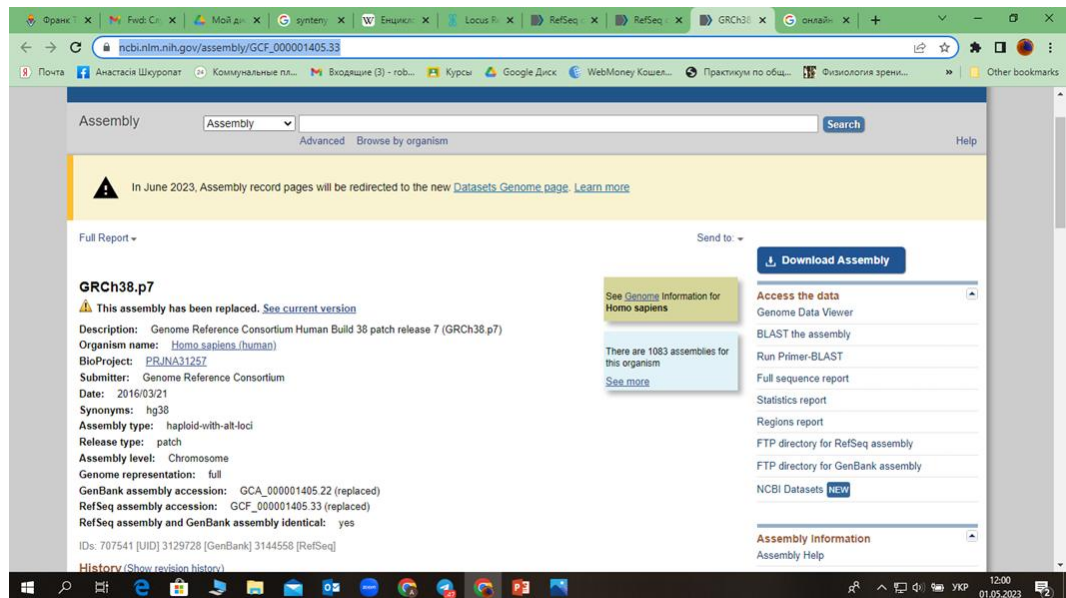 Франк T
Fwd: Сл
Мой ди
synteny
Енцикл
Locus R
RefSeq
RefSeq
GRCh38
онлайн
ncbi.nlm.nih.gov/assembly/GCF_000001405.33
Почта
Анастасія Шкуропат
Коммунальные пл...
Входящие (3) - rob...
Курсы
Google Диск
WebMoney Кошел...
Практикум по общ...
Физиология зрени...
»
Other bookmarks
Assembly
Assembly
Search
Advanced Browse by organism
Help
In June 2023, Assembly record pages will be redirected to the new Datasets Genome page. Learn more
Full Report
Send to:
GRCh38.p7
This assembly has been replaced. See current version
Description: Genome Reference Consortium Human Build 38 patch release 7 (GRCh38.p7)
Organism name: Homo sapiens (human)
BioProject: PRJNA31257
Submitter: Genome Reference Consortium
Date: 2016/03/21
Synonyms: hg38
Assembly type: haploid-with-alt-loci
Release type: patch
Assembly level: Chromosome
Genome representation: full
GenBank assembly accession: GCA_000001405.22 (replaced)
RefSeq assembly accession: GCF_000001405.33 (replaced)
RefSeq assembly and GenBank assembly identical: yes
IDs: 707541 [UID] 3129728 [GenBank] 3144558 [RefSeq]
History (Show revision history)
See Genome Information for
Homo sapiens
There are 1083 assemblies for
this organism
See more
Download Assembly
Access the data
Genome Data Viewer
BLAST the assembly
Run Primer-BLAST
Full sequence report
Statistics report
Regions report
FTP directory for RefSeq assembly
FTP directory for GenBank assembly
NCBI Datasets NEW
Assembly Information
Assembly Help
УКР
12:00
01.05.2023